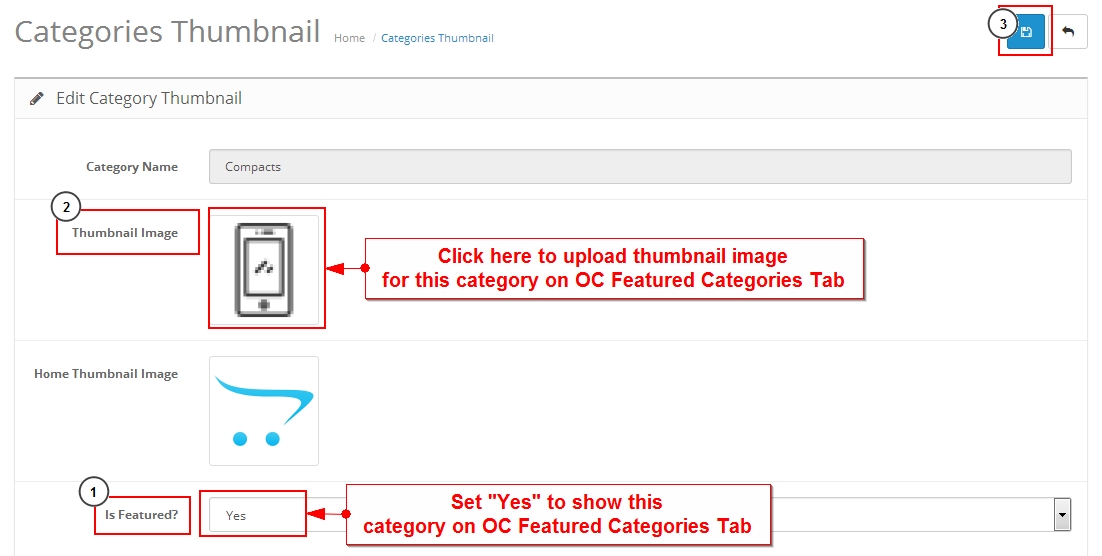 Categories Thumbnail
Home / Categories Thumbnail
3
Edit Category Thumbnail
Category Name
Compacts
2
Thumbnail Image
Click here to upload thumbnail image
for this category on OC Featured Categories Tab
Home Thumbnail Image
1
Is Featured?
Yes
Set "Yes" to show this
category on OC Featured Categories Tab